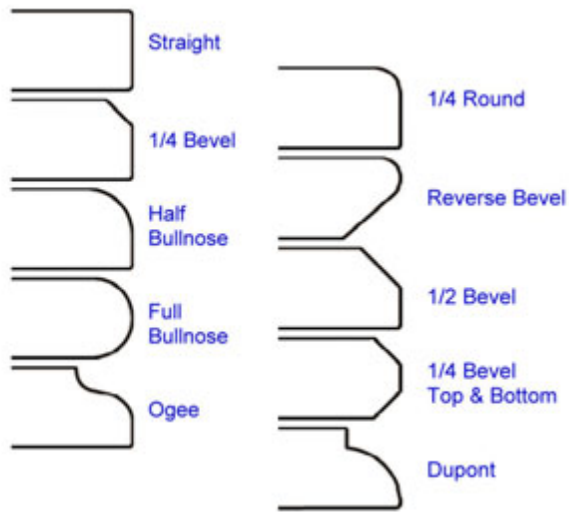 Straight
1/4 Bevel
Half
Bullnose
Full
Bullnose
Ogee
1/4 Round
Reverse Bevel
1/2 Bevel
1/4 Bevel
Top & Bottom
Dupont